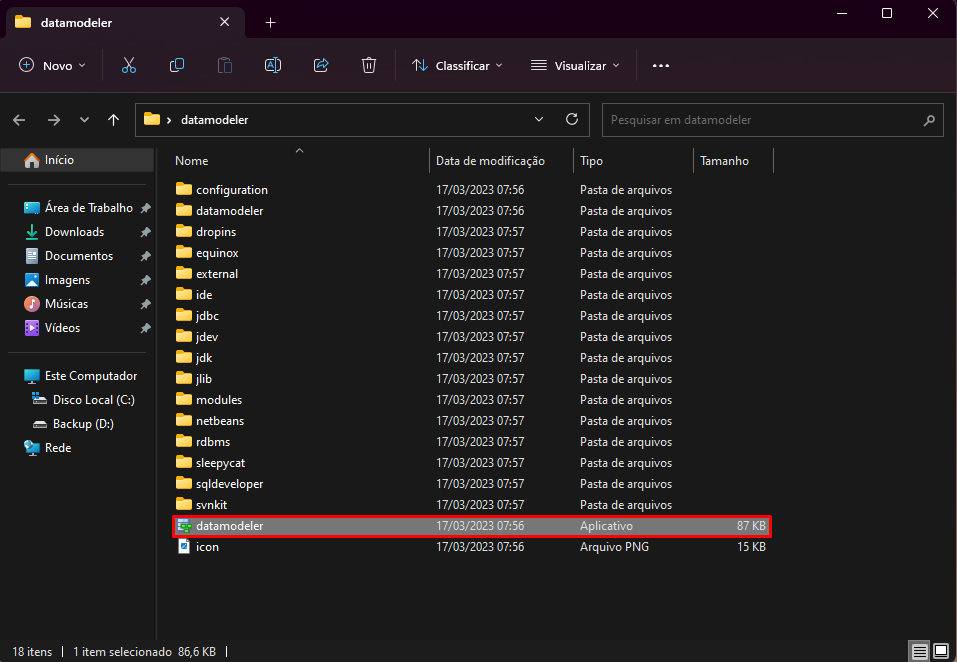 datamodeler
Novo
Classificar
Visualizar
datamodeler
Pesquisar em datamodeler
Início
Área de Trabalho
Downloads
Documentos
Imagens
Músicas
Vídeos
Este Computador
Disco Local (C:)
Backup (D:)
Rede
Nome Data de modificação Tipo Tamanho
configuration 17/03/2023 07:56 Pasta de arquivos
datamodeler 17/03/2023 07:56 Pasta de arquivos
dropins 17/03/2023 07:57 Pasta de arquivos
equinox 17/03/2023 07:57 Pasta de arquivos
external 17/03/2023 07:57 Pasta de arquivos
ide 17/03/2023 07:57 Pasta de arquivos
jdbc 17/03/2023 07:57 Pasta de arquivos
jdev 17/03/2023 07:57 Pasta de arquivos
jdk 17/03/2023 07:57 Pasta de arquivos
jlib 17/03/2023 07:57 Pasta de arquivos
modules 17/03/2023 07:57 Pasta de arquivos
netbeans 17/03/2023 07:57 Pasta de arquivos
rdbms 17/03/2023 07:57 Pasta de arquivos
sleepycat 17/03/2023 07:57 Pasta de arquivos
sqldeveloper 17/03/2023 07:57 Pasta de arquivos
svnkit 17/03/2023 07:57 Pasta de arquivos
datamodeler 17/03/2023 07:56 Aplicativo 87 KB
icon 17/03/2023 07:56 Arquivo PNG 15 KB
18 itens | 1 item selecionado 86,6 KB |